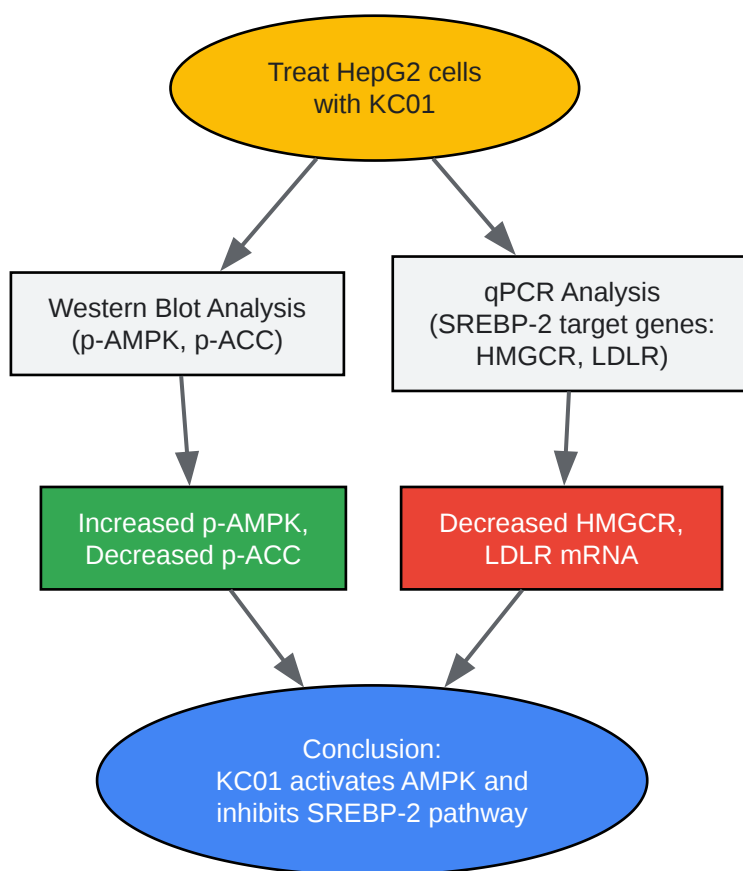 Treat HepG2 cells
with KC01
Western Blot Analysis
(p-AMPK, p-ACC)
qPCR Analysis
(SREBP-2 target genes:
HMGCR, LDLR)
Increased p-AMPK,
Decreased p-ACC
Decreased HMGCR,
LDLR mRNA
Conclusion:
KC01 activates AMPK and
inhibits SREBP-2 pathway